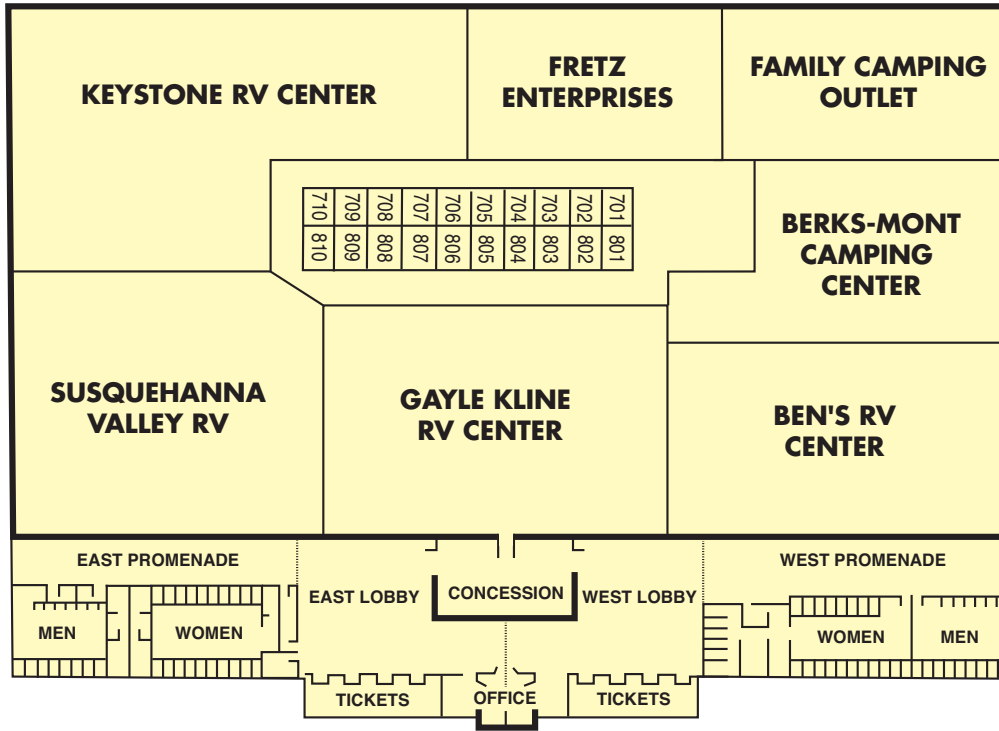 KEYSTONE RV CENTER
FRETZ
ENTERPRISES
FAMILY CAMPING
OUTLET
710 709 708 707 706 705 704 703 702 701
810 809 808 807 806 805 804 803 802 801
BERKS-MONT
CAMPING
CENTER
SUSQUEHANNA
VALLEY RV
GAYLE KLINE
RV CENTER
BEN'S RV
CENTER
EAST PROMENADE
WEST PROMENADE
EAST LOBBY
CONCESSION
WEST LOBBY
MEN
WOMEN
WOMEN
MEN
TICKETS
OFFICE
TICKETS